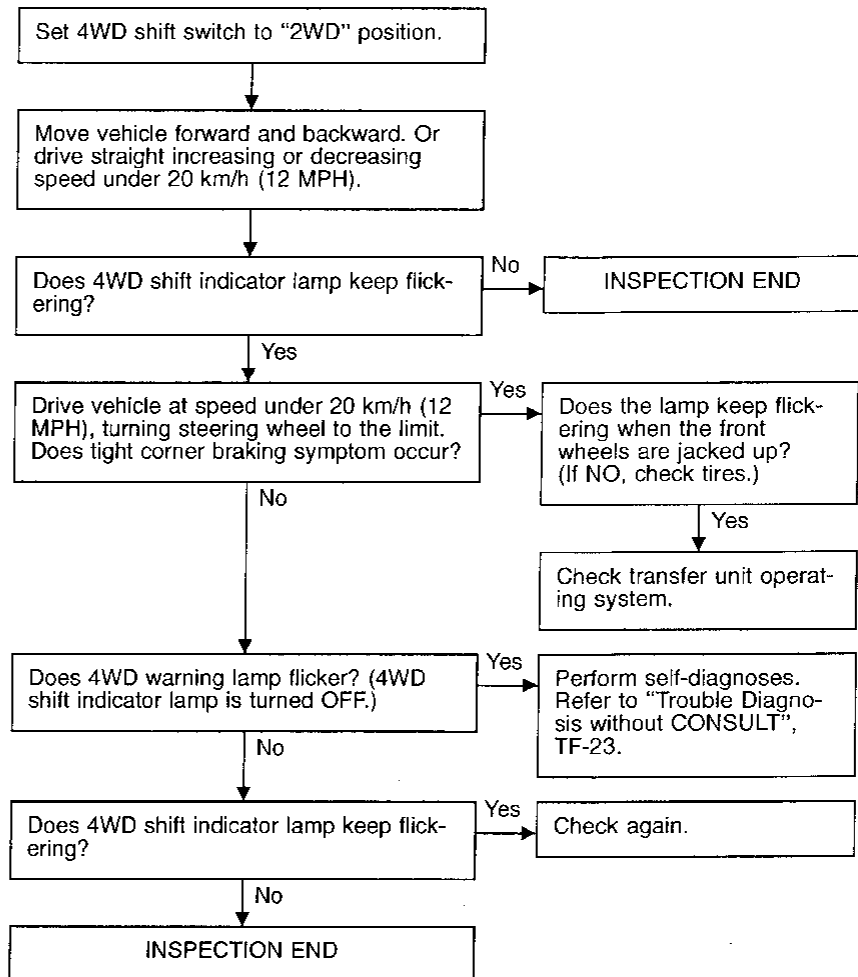 Set 4WD shift switch to “2WD” position.
Move vehicle forward and backward. Or
drive straight increasing or decreasing
speed under 20 km/h (12 MPH).
Does 4WD shift indicator lamp keep flick-
ering?
No
INSPECTION END
Yes
Drive vehicle at speed under 20 km/h (12
MPH), turning steering wheel to the limit.
Does tight corner braking symptom occur?
Yes
Does the lamp keep flick-
ering when the front
wheels are jacked up?
(If NO, check tires.)
No
Yes
Check transfer unit operat-
ing system.
Does 4WD warning lamp flicker? (4WD
shift indicator lamp is turned OFF.)
Yes
Perform self-diagnoses.
Refer to “Trouble Diagno-
sis without CONSULT”,
TF-23.
No
Does 4WD shift indicator lamp keep flick-
ering?
Yes
Check again.
No
INSPECTION END